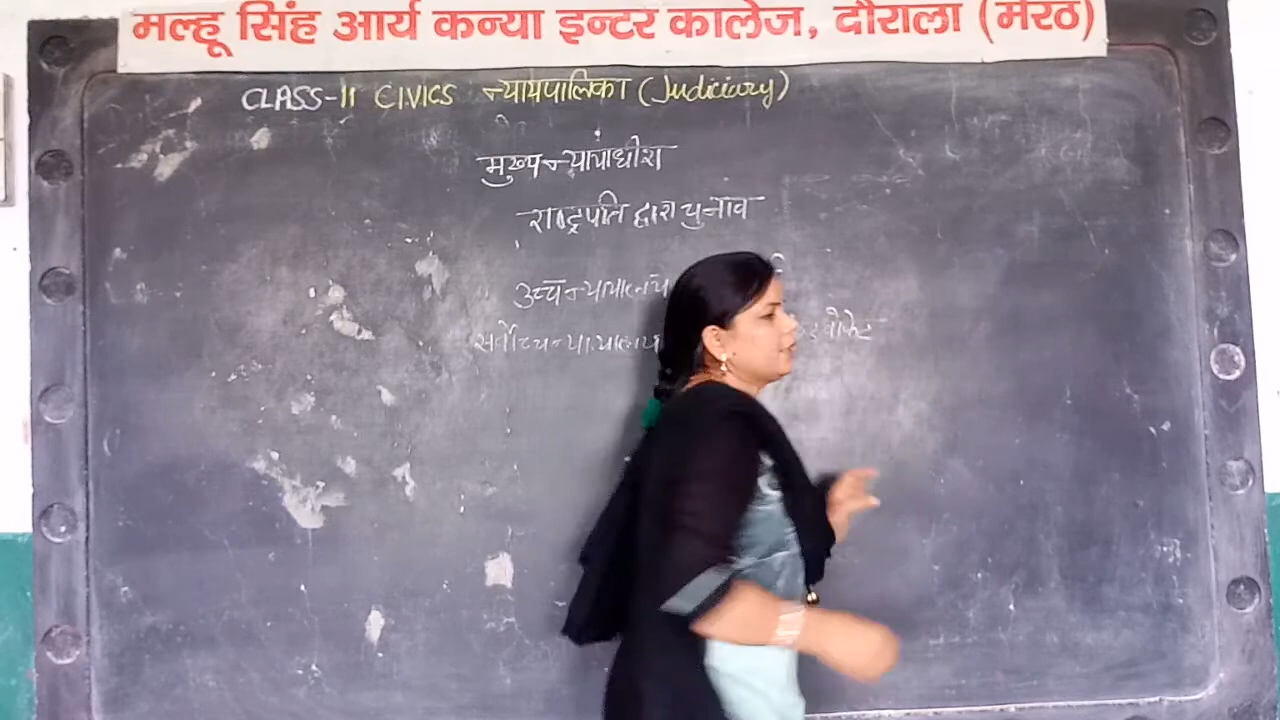 मल्हू सिंह आर्य कन्या इन्टर कालेज, दौराला (मेरठ)
CLASS-11 CIVICS न्यायपालिका (Judiciary)
मुख्य न्यायाधीश
राष्ट्रपति द्वारा चुनाव
उच्च न्यायालय
सर्वोच्च न्यायालय